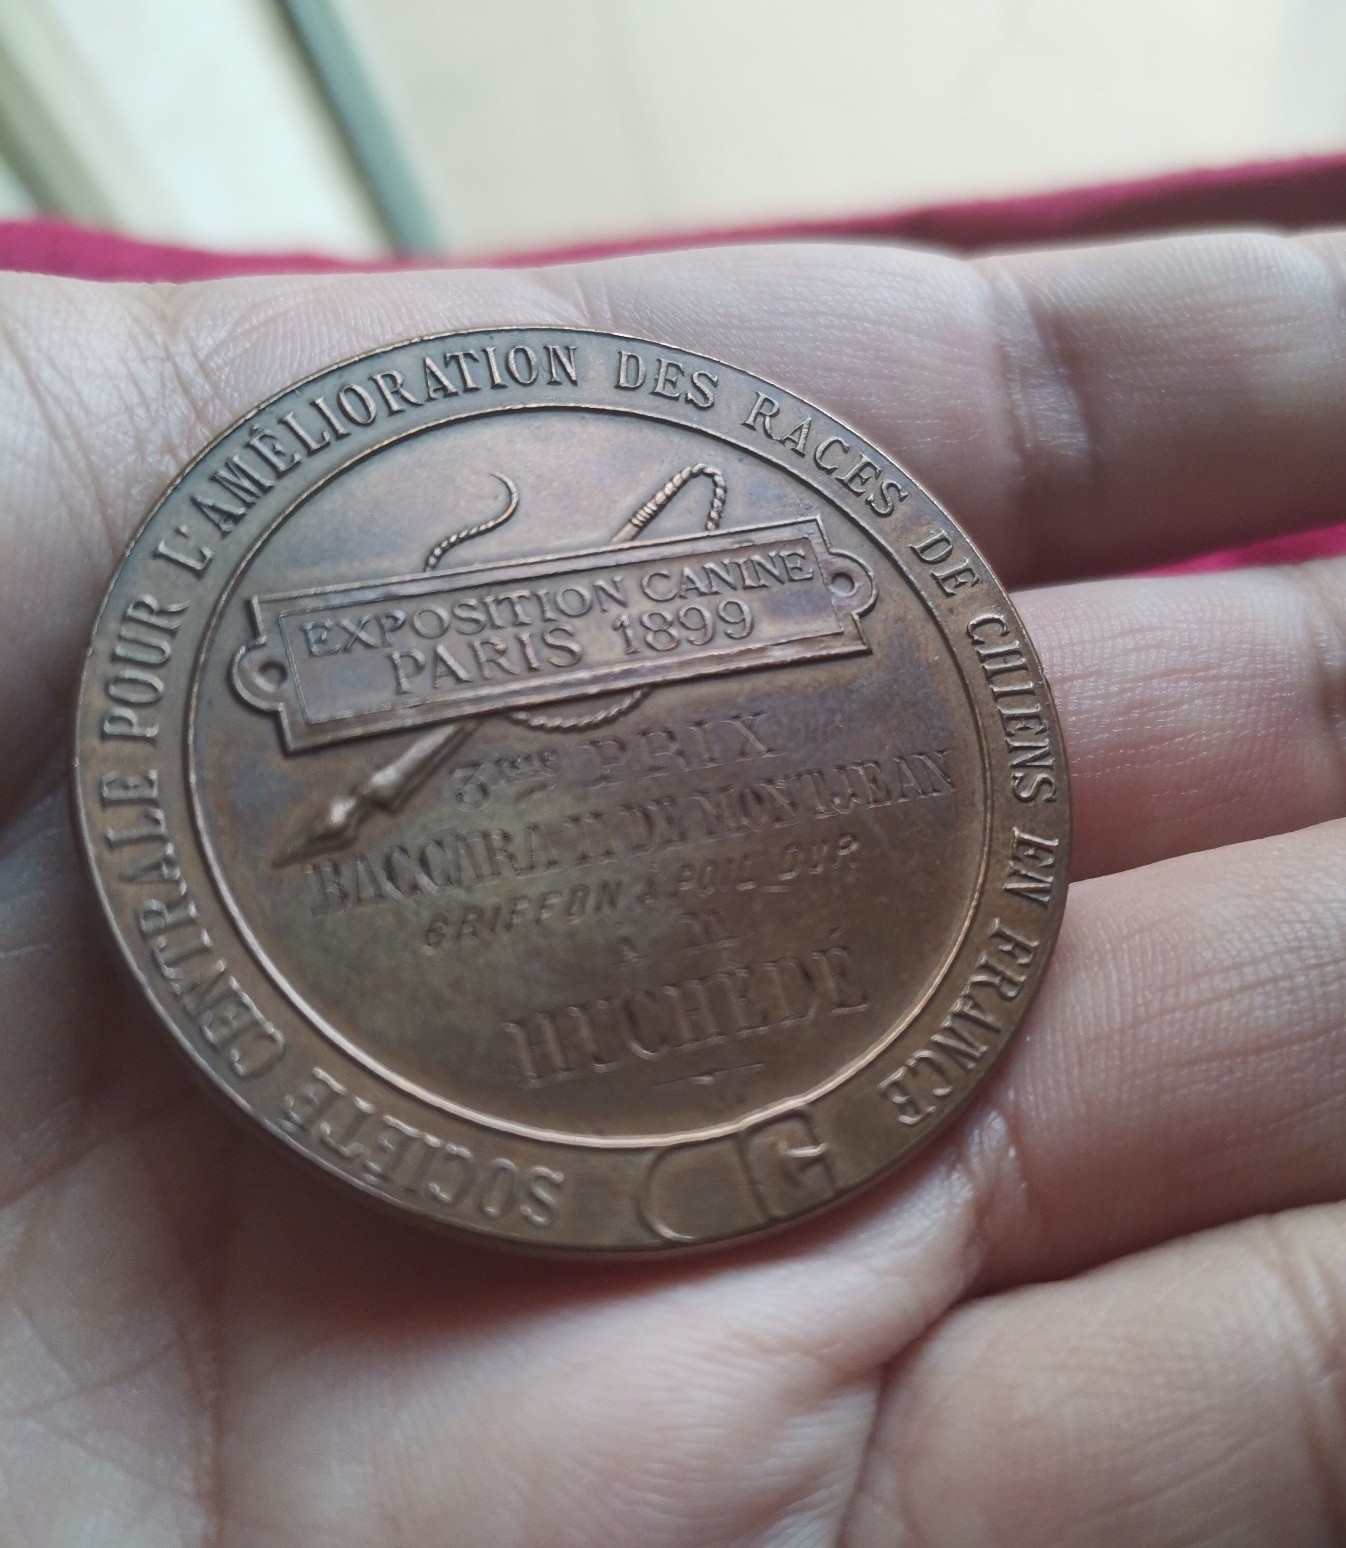 SOCIÉTÉ CENTRALE POUR L'AMÉLIORATION DES RACES DE CHIENS EN FRANCE
EXPOSITION CANINE
PARIS 1899
3ME PRIX
BACCARA II DE MONTJEAN
GRIFFON À POIL DUR
À M.
HUCHEDÉ